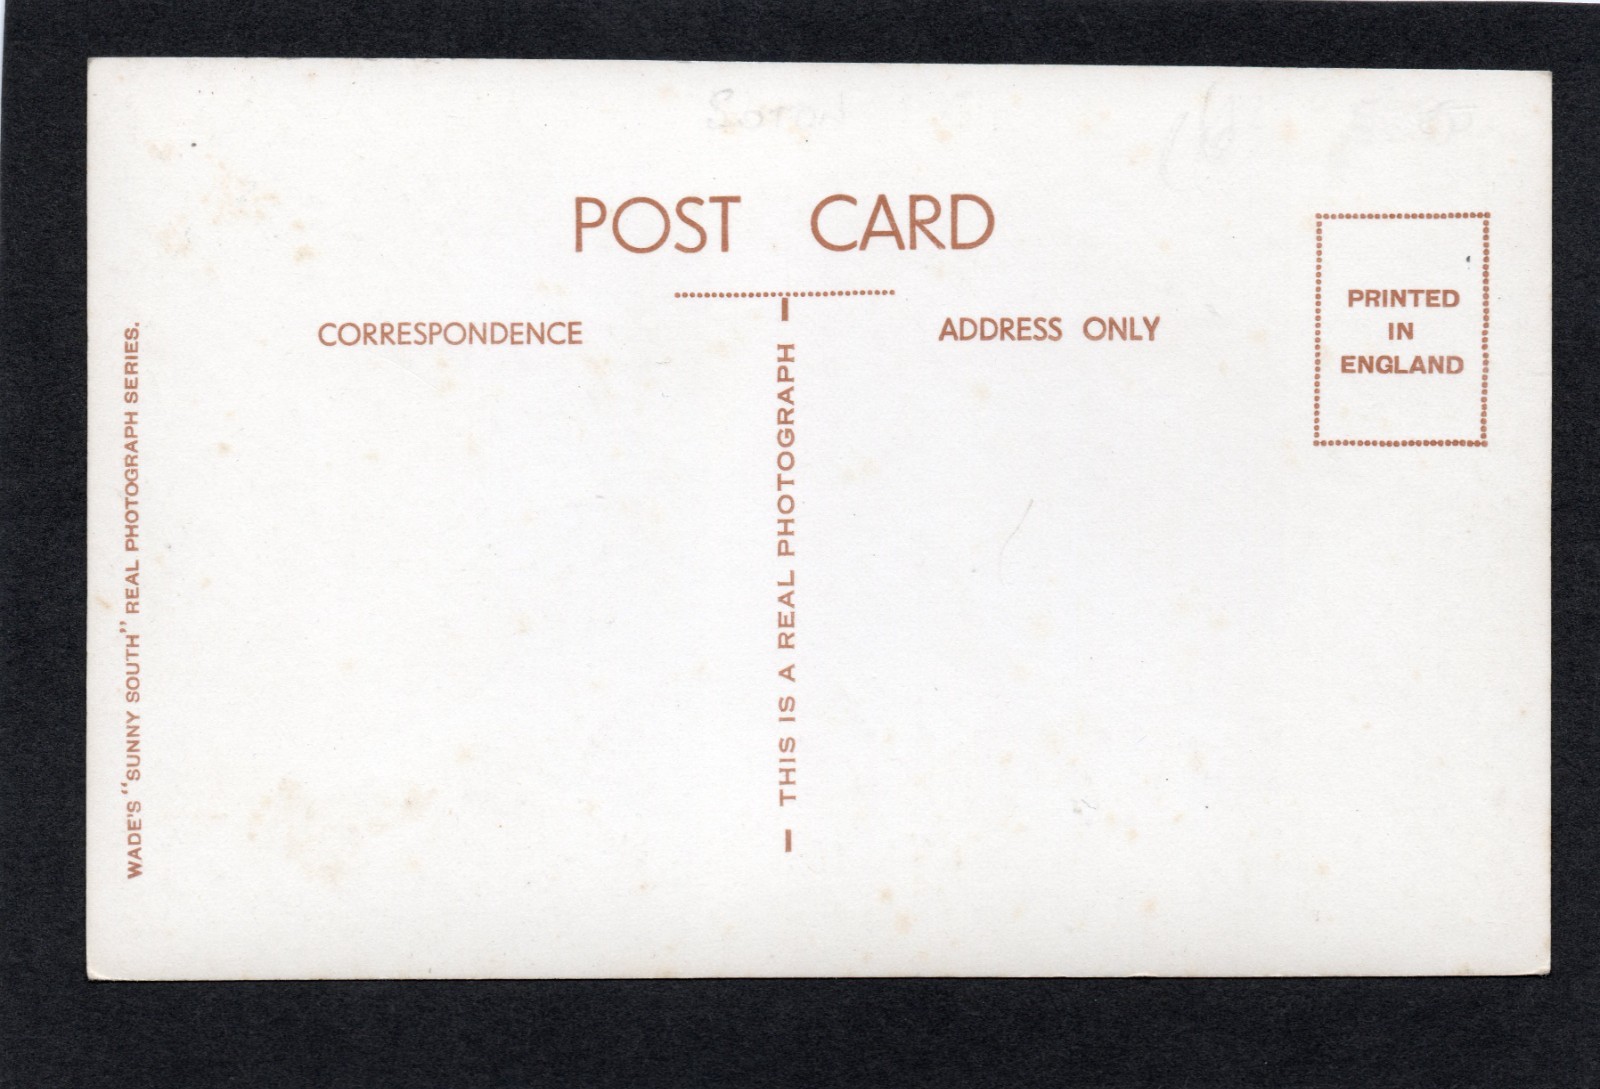 POST CARD
CORRESPONDENCE
ADDRESS ONLY
PRINTED
IN
ENGLAND
THIS IS A REAL PHOTOGRAPH
WADE'S "SUNNY SOUTH" REAL PHOTOGRAPH SERIES.